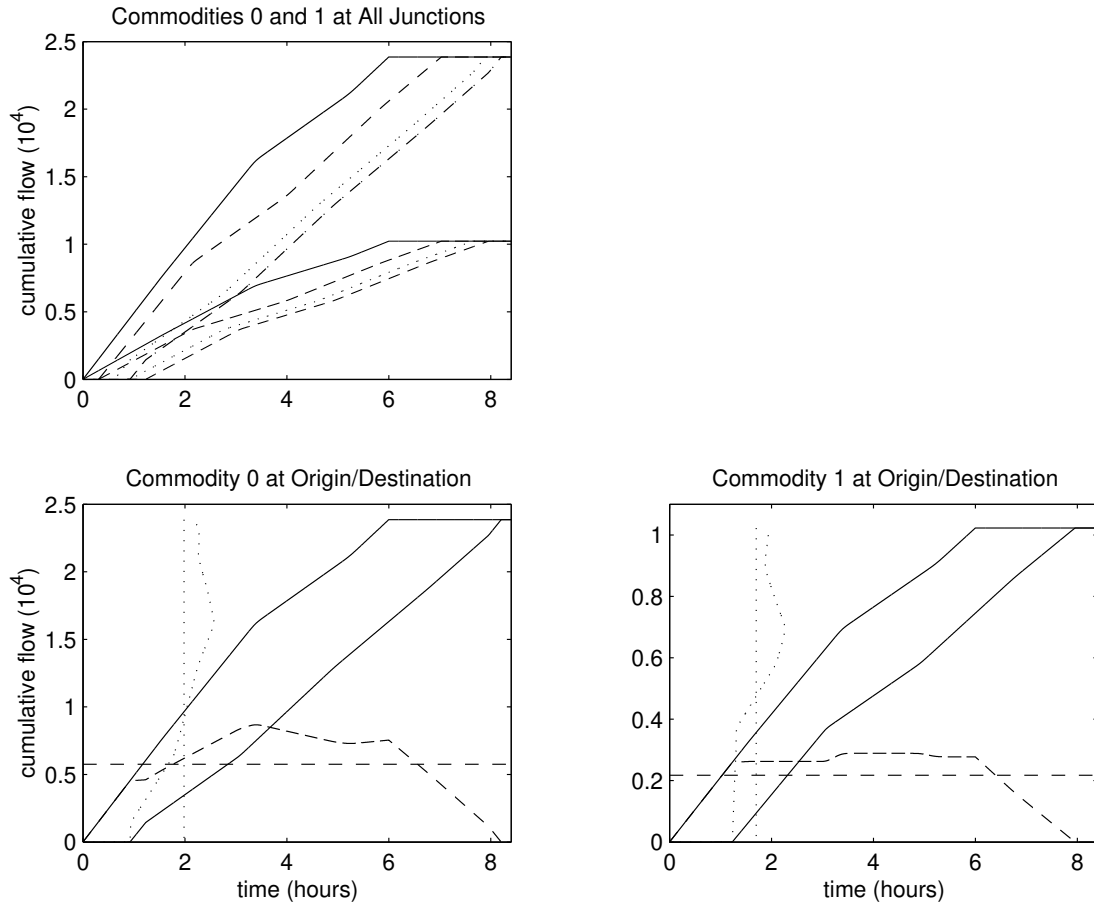 Commodities 0 and 1 at All Junctions
2.5
2
1.5
1
0.5
0
cumulative flow (10^4)
0 2 4 6 8
Commodity 0 at Origin/Destination
2.5
2
1.5
1
0.5
0
cumulative flow (10^4)
0 2 4 6 8
time (hours)
Commodity 1 at Origin/Destination
1
0.8
0.6
0.4
0.2
0
0 2 4 6 8
time (hours)